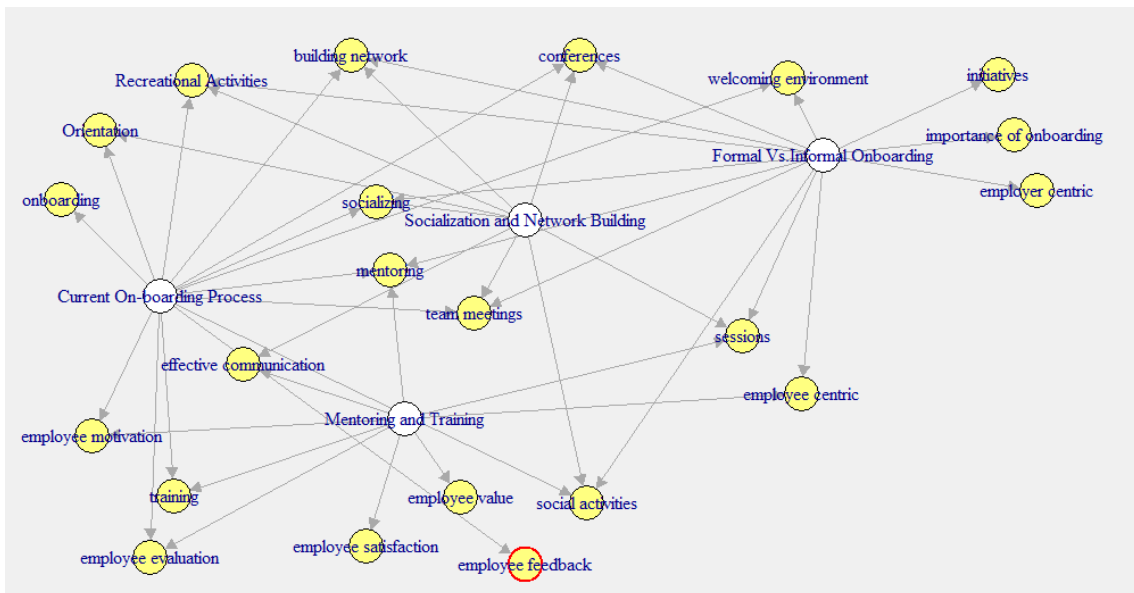 building network
conferences
Recreational Activities
welcoming environment
initiatives
Orientation
importance of onboarding
Formal Vs.Informal Onboarding
onboarding
socializing
employer centric
Socialization and Network Building
mentoring
Current On-boarding Process
team meetings
sessions
effective communication
employee centric
Mentoring and Training
employee motivation
training
employee value
social activities
employee satisfaction
employee evaluation
employee feedback